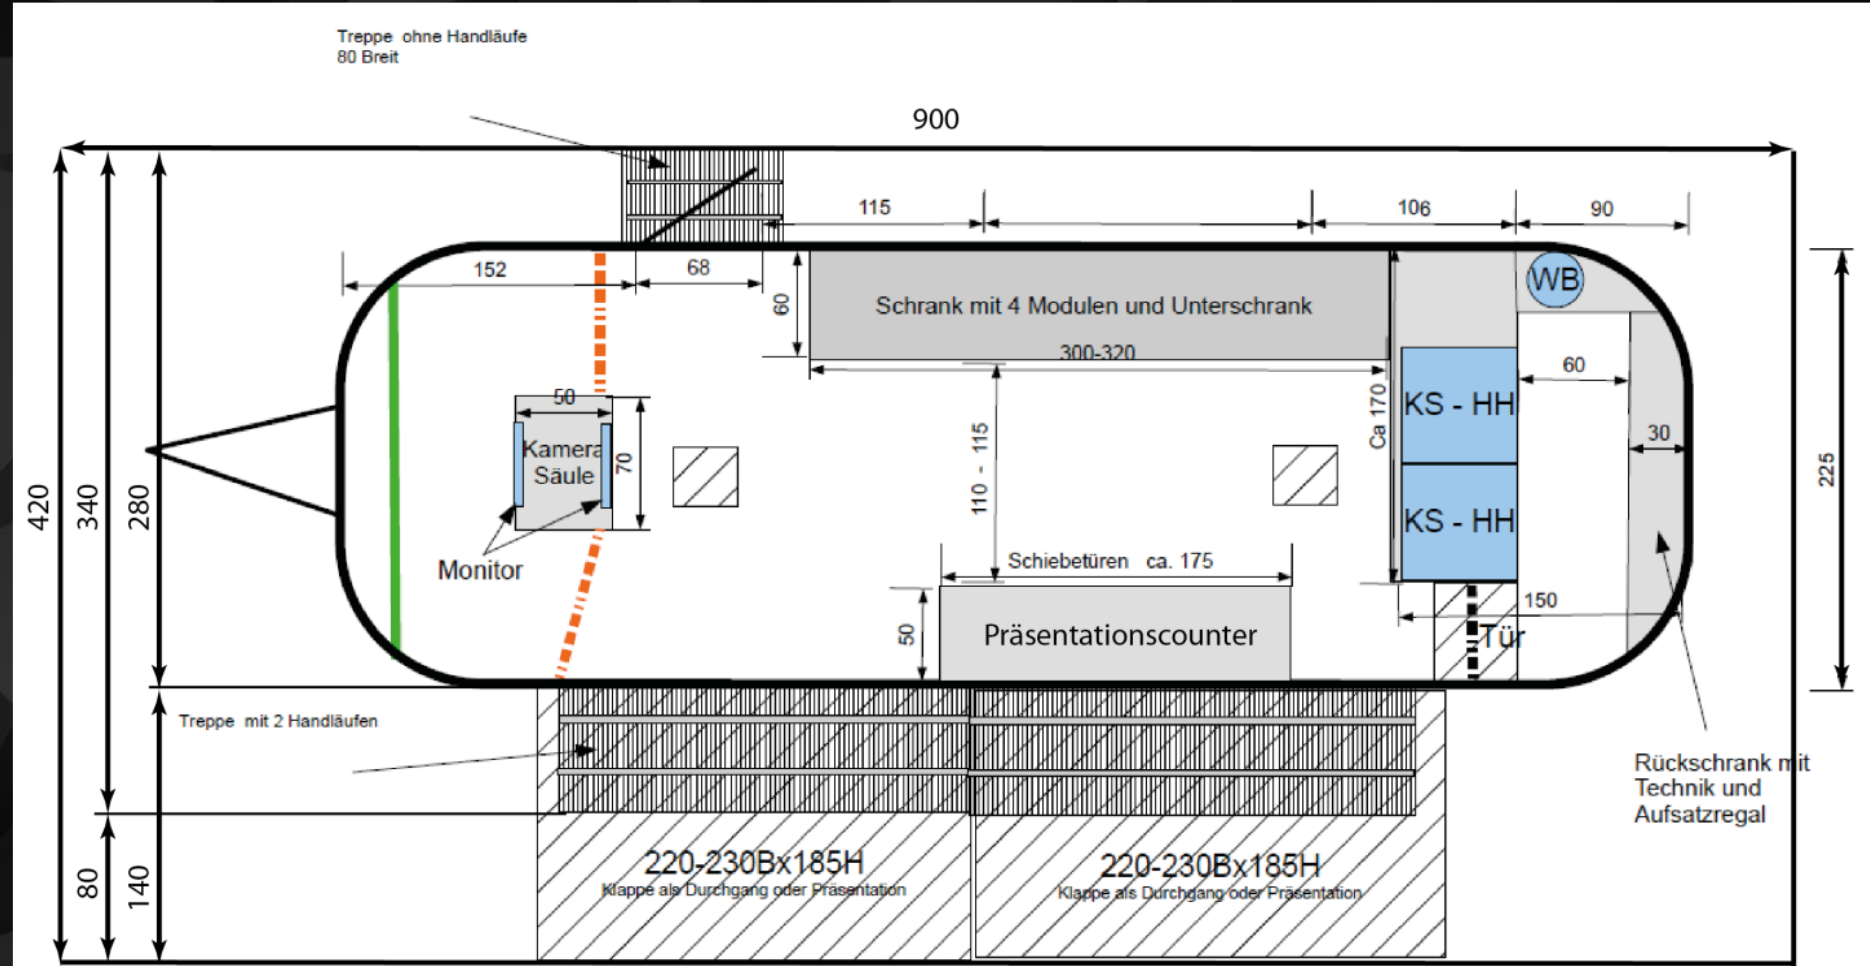 Treppe ohne Handläufe
80 Breit
900
115
106
90
152
68
60
Schrank mit 4 Modulen und Unterschrank
300-320
WB
60
50
Kamera
Säule
70
Monitor
110 - 115
Ca 170
KS - HH
KS - HH
30
225
420
340
280
Schiebetüren ca. 175
50
Präsentationscounter
150
Tür
Treppe mit 2 Handläufen
Rückschrank mit
Technik und
Aufsatzregal
80
140
220-230Bx185H
Klappe als Durchgang oder Präsentation
220-230Bx185H
Klappe als Durchgang oder Präsentation